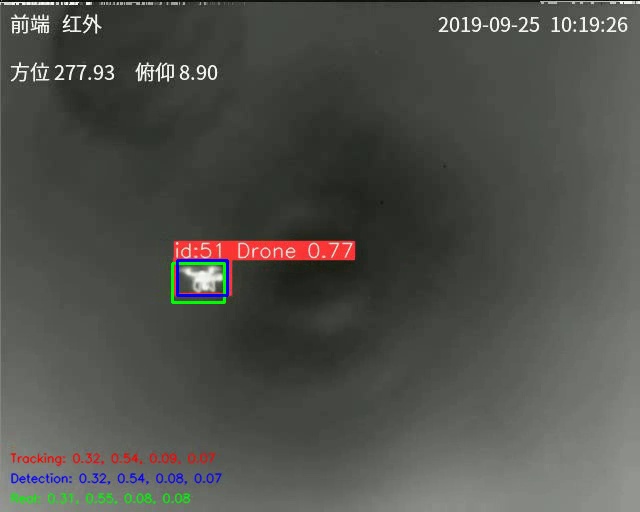 前端 红外 2019-09-25 10:19:26
方位 277.93 俯仰 8.90
id:51 Drone 0.77
Tracking: 0.32, 0.54, 0.09, 0.07
Detection: 0.32, 0.54, 0.08, 0.07
0.31, 0.55, 0.08, 0.08